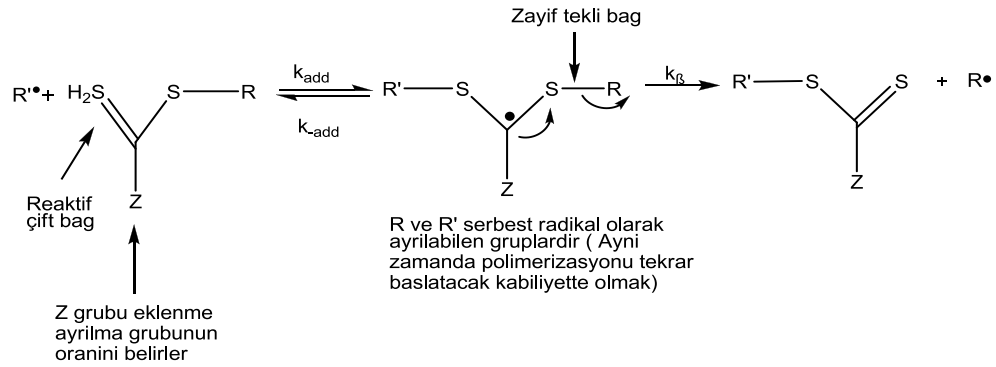 Zayif tekli bag
R'•+ H₂S S R
k_add
k_-add
R' S S R
k_ß
R' S S + R•
Z
Z
Z
Reaktif
çift bag
R ve R' serbest radikal olarak
ayrilabilen gruplardir ( Ayni
zamanda polimerizasyonu tekrar
baslatacak kabiliyette olmak)
Z grubu eklenme
ayrilma grubunun
oranini belirler